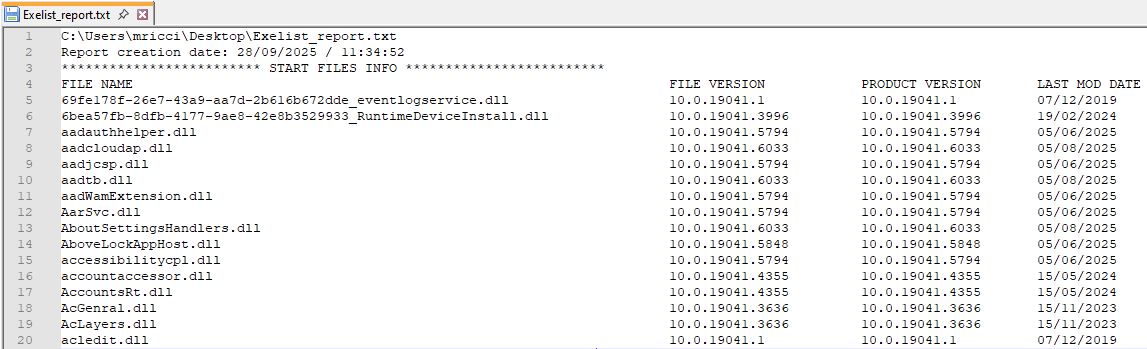 Exelist_report.txt
1 C:\Users\mricci\Desktop\Exelist_report.txt
2 Report creation date: 28/09/2025 / 11:34:52
3 ************************* START FILES INFO *************************
4 FILE NAME FILE VERSION PRODUCT VERSION LAST MOD DATE
5 69fe178f-26e7-43a9-aa7d-2b616b672dde_eventlogservice.dll 10.0.19041.1 10.0.19041.1 07/12/2019
6 6bea57fb-8dfb-4177-9ae8-42e8b3529933_RuntimeDeviceInstall.dll 10.0.19041.3996 10.0.19041.3996 19/02/2024
7 aadauthhelper.dll 10.0.19041.5794 10.0.19041.5794 05/06/2025
8 aadcloudap.dll 10.0.19041.6033 10.0.19041.6033 05/08/2025
9 aadjcsp.dll 10.0.19041.5794 10.0.19041.5794 05/06/2025
10 aadtb.dll 10.0.19041.6033 10.0.19041.6033 05/08/2025
11 aadWamExtension.dll 10.0.19041.5794 10.0.19041.5794 05/06/2025
12 AarSvc.dll 10.0.19041.5794 10.0.19041.5794 05/06/2025
13 AboutSettingsHandlers.dll 10.0.19041.6033 10.0.19041.6033 05/08/2025
14 AboveLockAppHost.dll 10.0.19041.5848 10.0.19041.5848 05/06/2025
15 accessibilitycpl.dll 10.0.19041.5794 10.0.19041.5794 05/06/2025
16 accountaccessor.dll 10.0.19041.4355 10.0.19041.4355 15/05/2024
17 AccountsRt.dll 10.0.19041.4355 10.0.19041.4355 15/05/2024
18 AcGenral.dll 10.0.19041.3636 10.0.19041.3636 15/11/2023
19 AcLayers.dll 10.0.19041.3636 10.0.19041.3636 15/11/2023
20 acledit.dll 10.0.19041.1 10.0.19041.1 07/12/2019